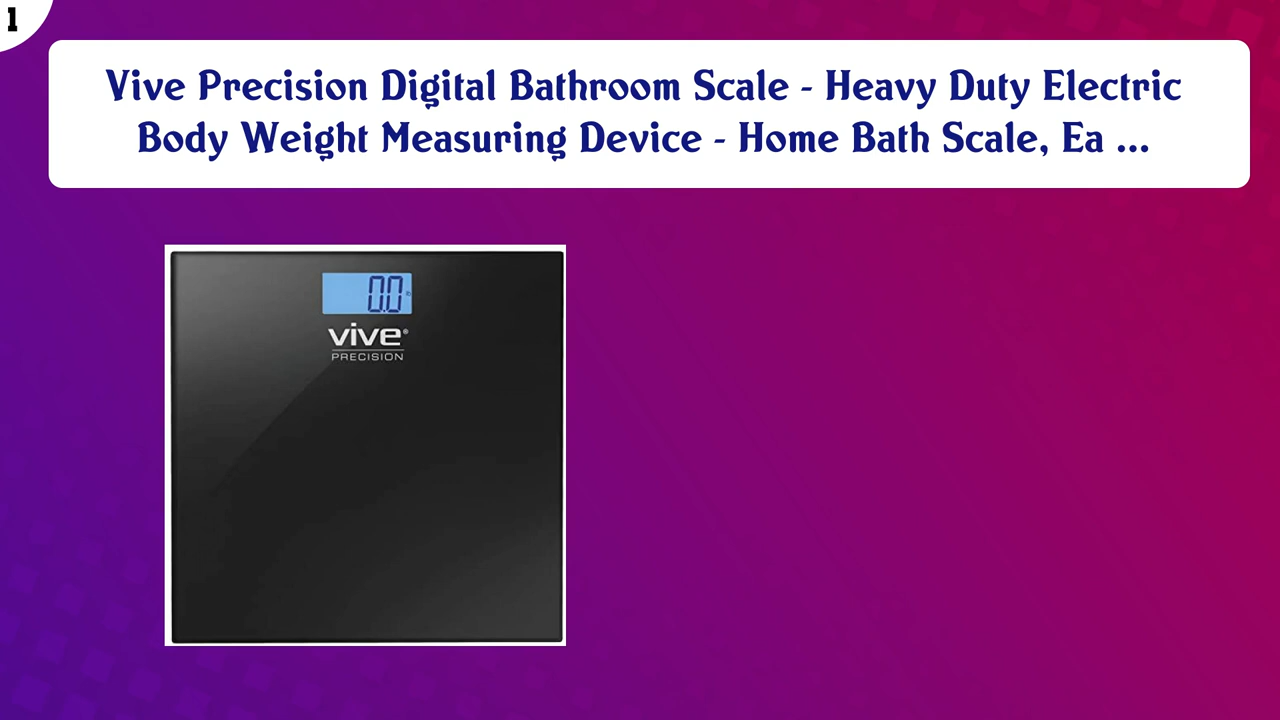 1
Vive Precision Digital Bathroom Scale - Heavy Duty Electric
Body Weight Measuring Device - Home Bath Scale, Ea ...
0.0
vive®
PRECISION